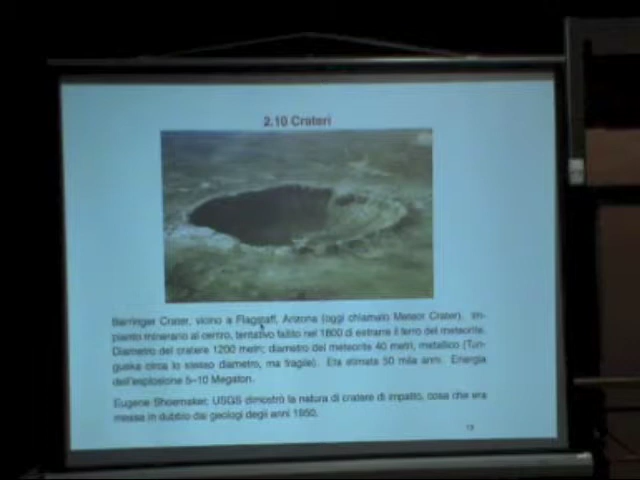 2.10 Crateri
Barringer Crater, vicino a Flagstaff, Arizona (oggi chiamato Meteor Crater). Im-
pianto minerario al centro, tentativo fallito nel 1800 di estrarre il ferro del meteorite.
Diametro del cratere 1200 metri; diametro del meteorite 40 metri, metallico (Tun-
guska circa lo stesso diametro, ma fragile). Età stimata 50 mila anni. Energia
dell'esplosione 5–10 Megaton.
Eugene Shoemaker, USGS dimostrò la natura di cratere di impatto, cosa che era
messa in dubbio dai geologi degli anni 1950.